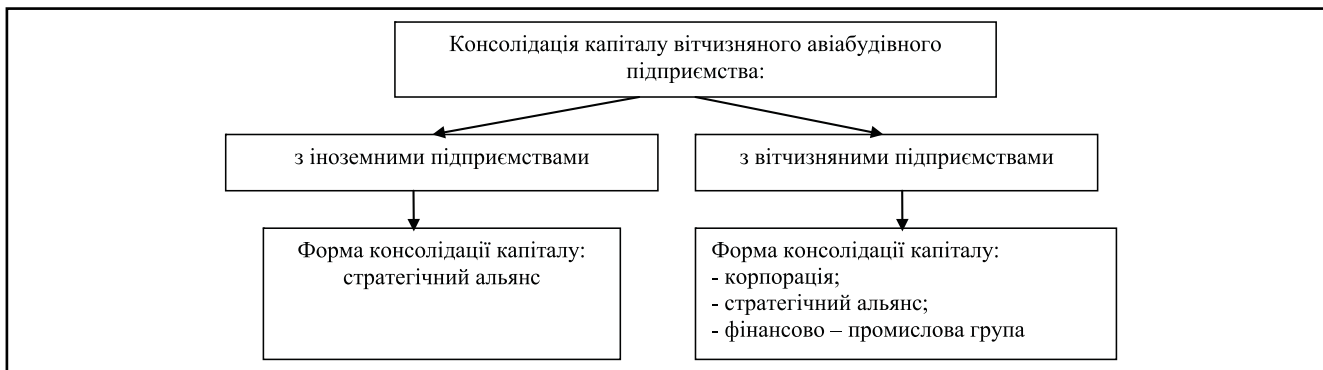 Консолідація капіталу вітчизняного авіабудівного
підприємства:
з іноземними підприємствами
з вітчизняними підприємствами
Форма консолідації капіталу:
стратегічний альянс
Форма консолідації капіталу:
- корпорація;
- стратегічний альянс;
- фінансово – промислова група